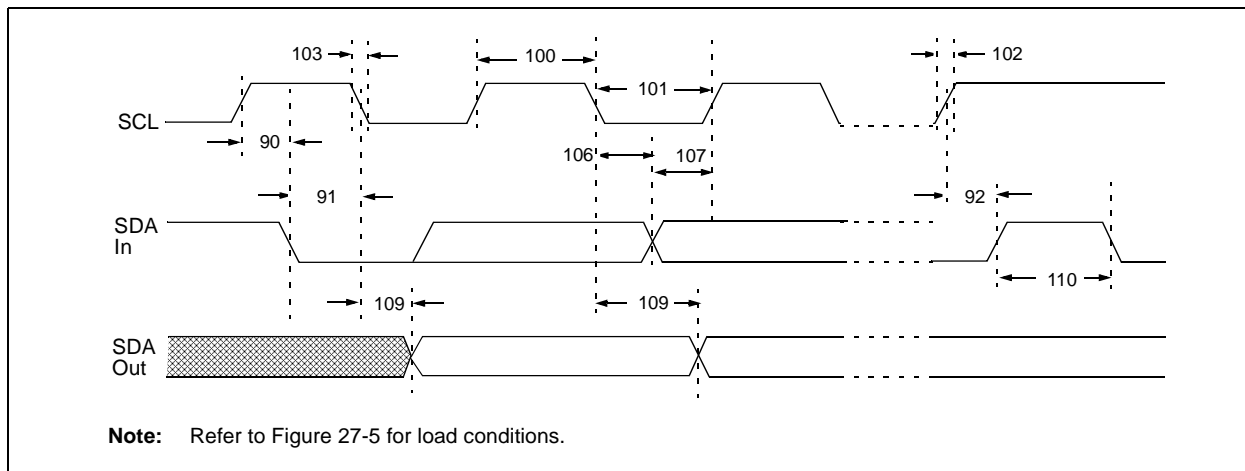 103
100
102
101
SCL
90
106
107
91
92
SDA
In
110
109
109
SDA
Out
Note: Refer to Figure 27-5 for load conditions.